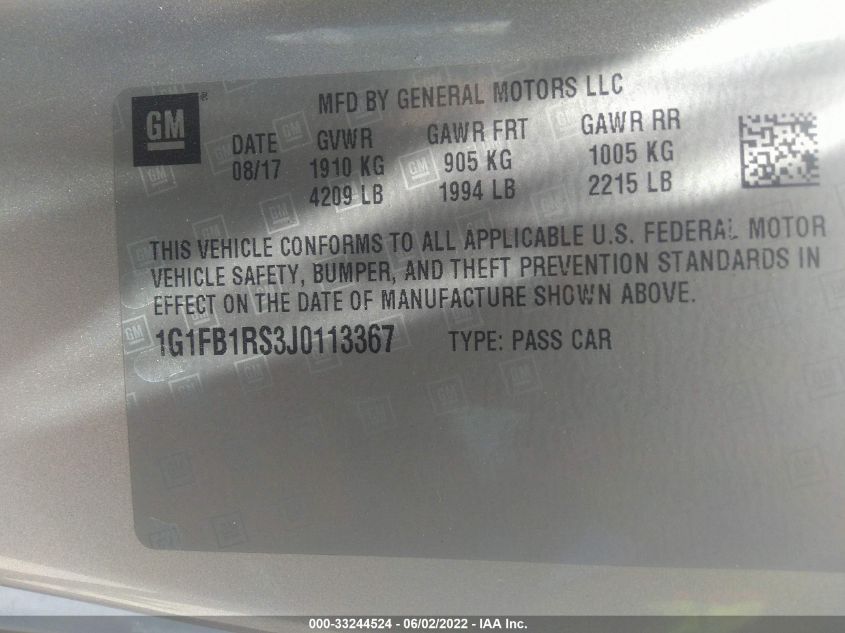 GM
MFD BY GENERAL MOTORS LLC
DATE GVWR GAWR FRT GAWR RR
08/17 1910 KG 905 KG 1005 KG
4209 LB 1994 LB 2215 LB
THIS VEHICLE CONFORMS TO ALL APPLICABLE U.S. FEDERAL MOTOR
VEHICLE SAFETY, BUMPER, AND THEFT PREVENTION STANDARDS IN
EFFECT ON THE DATE OF MANUFACTURE SHOWN ABOVE.
1G1FB1RS3J0113367 TYPE: PASS CAR
000-33244524 - 06/02/2022 - IAA Inc.